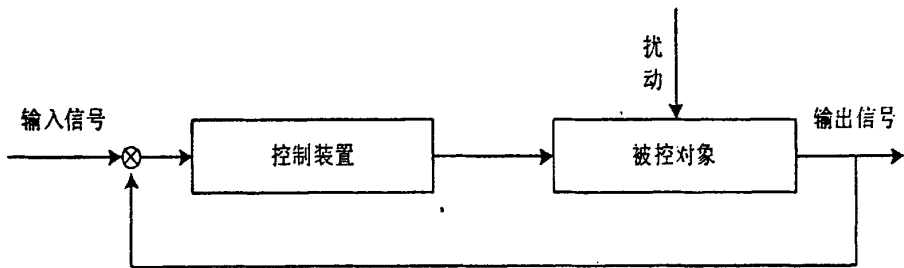 扰动
输入信号
输出信号
控制装置
被控对象